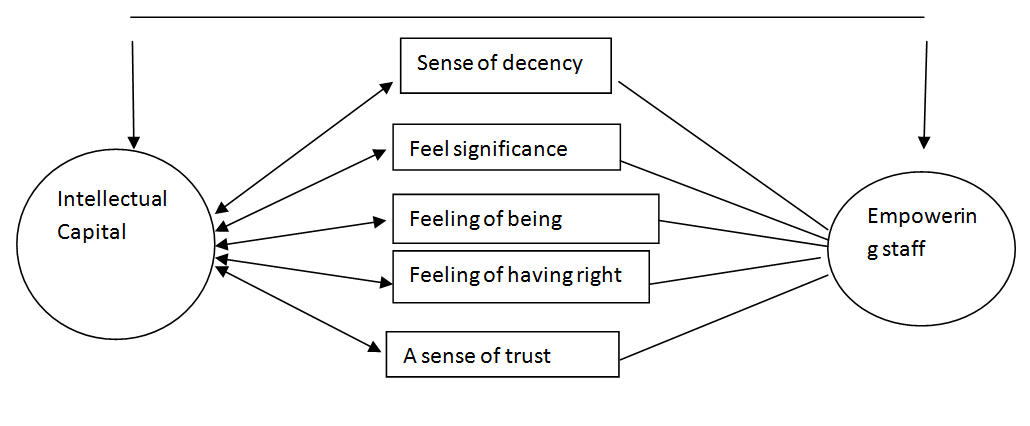 Sense of decency
Feel significance
Intellectual
Capital
Feeling of being
Empowerin
g staff
Feeling of having right
A sense of trust